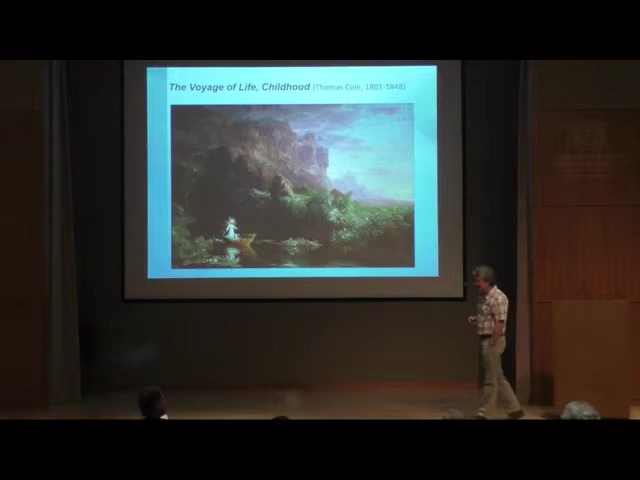 The Voyage of Life, Childhood (Thomas Cole, 1801-1848)